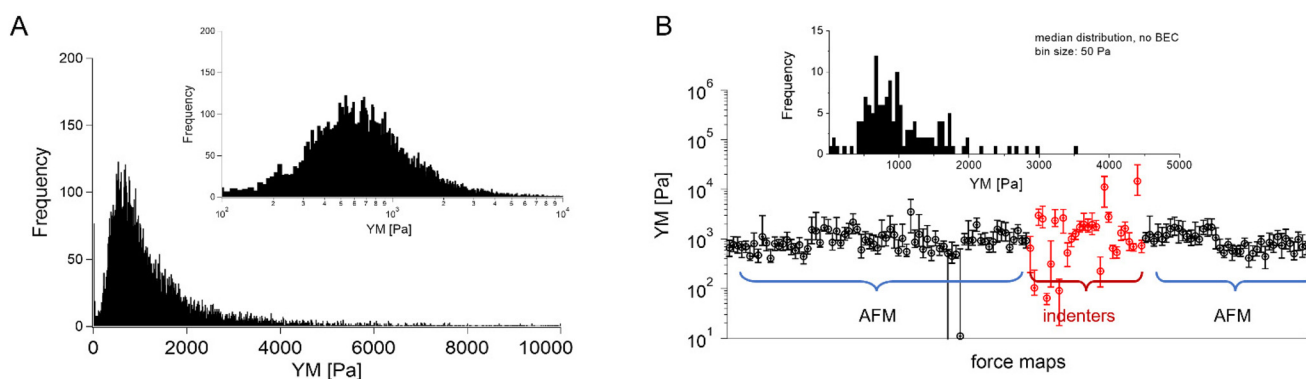 A
200
150
100
50
0
Frequency
0 2000 4000 6000 8000 10000
YM [Pa]
200
150
100
50
0
Frequency
10² 2 3 4 5 6 7 8 9 10³ 2 3 4 5 6 7 8 9 10⁴
YM [Pa]
B
median distribution, no BEC
bin size: 50 Pa
15
10
5
0
Frequency
1000 2000 3000 4000 5000
YM [Pa]
10⁶
10⁵
10⁴
10³
10²
10¹
YM [Pa]
AFM indenters AFM
force maps